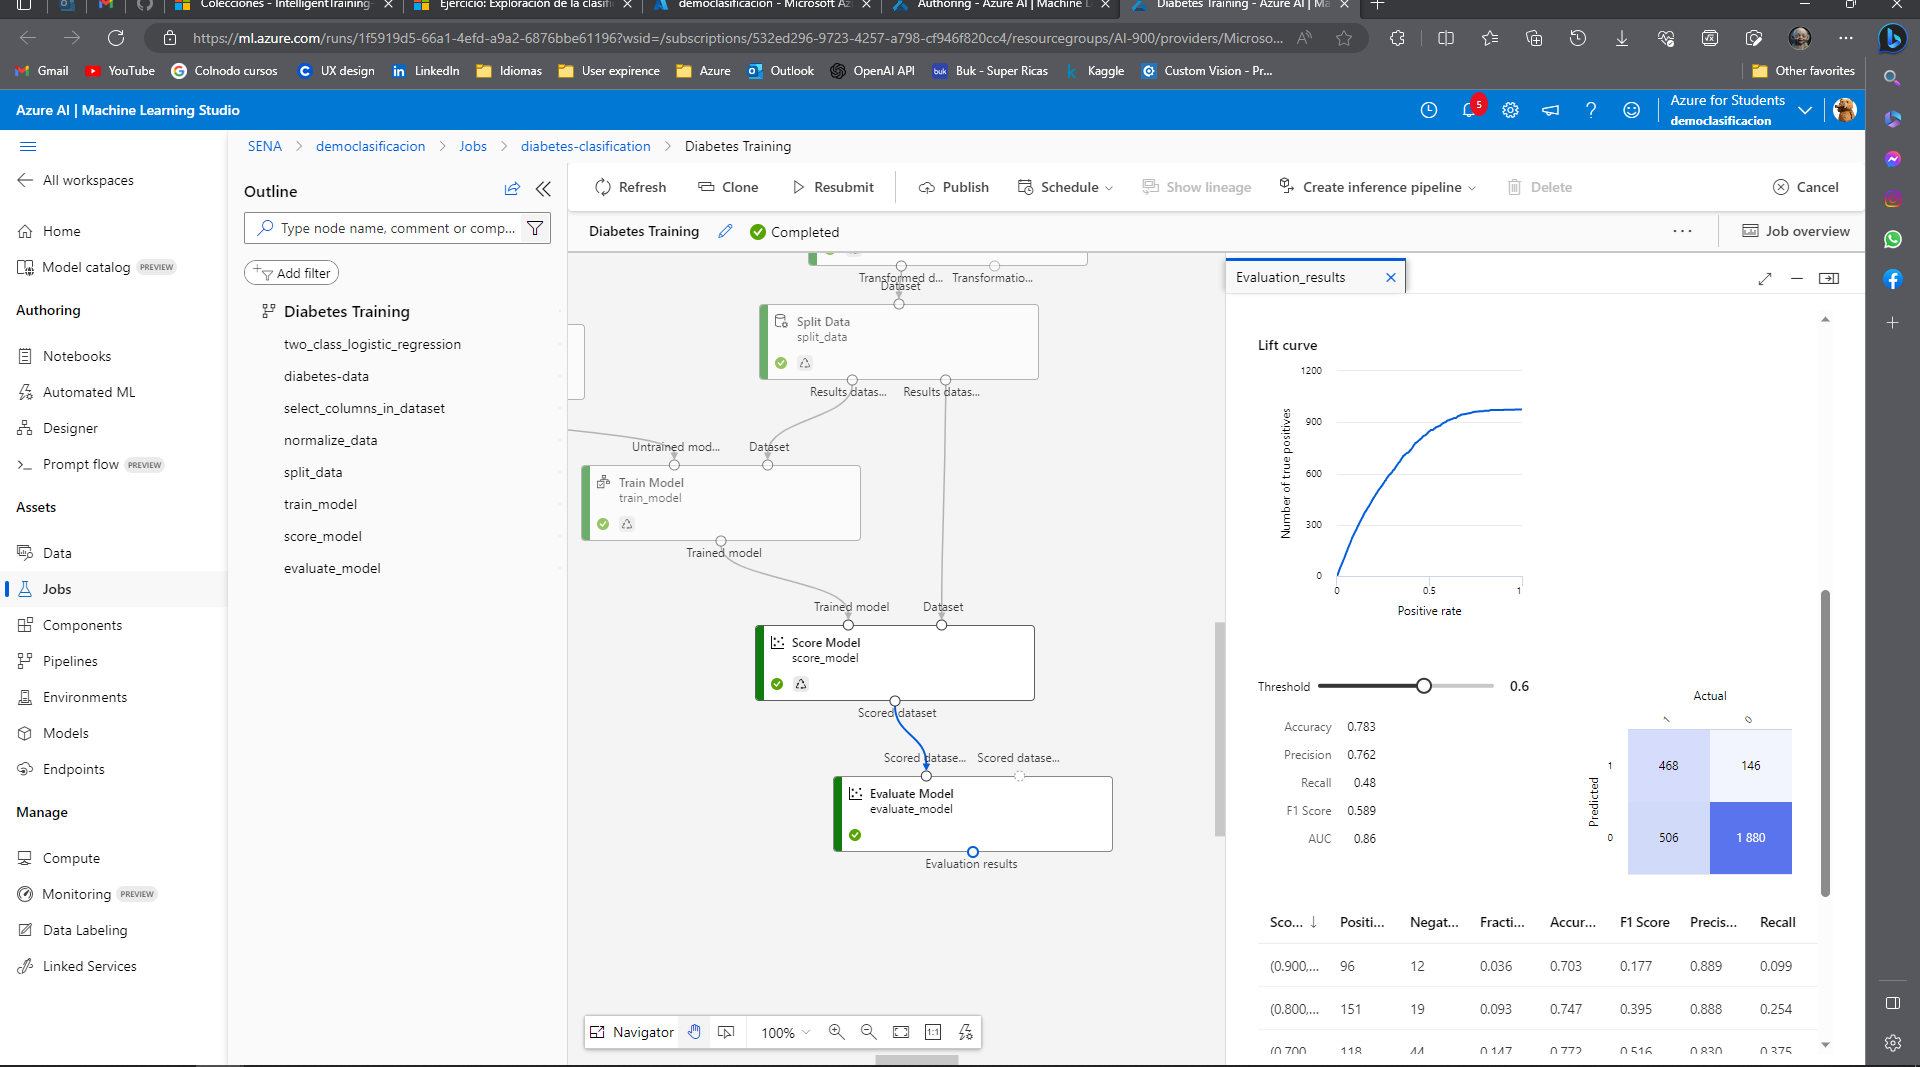 Colecciones - IntelligentTraining-
Ejercicio: Exploración de la clasifi
democlasificacion - Microsoft Az
Authoring - Azure AI | Machine L
Diabetes Training - Azure AI | Ma
https://ml.azure.com/runs/1f5919d5-66a1-4efd-a9a2-6876bbe61196?wsid=/subscriptions/532ed296-9723-4257-a798-cf946f820cc4/resourcegroups/AI-900/providers/Microso...
Gmail YouTube Colnodo cursos UX design LinkedIn Idiomas User expirence Azure Outlook OpenAI API Buk - Super Ricas Kaggle Custom Vision - Pr... Other favorites
Azure AI | Machine Learning Studio
5
Azure for Students
democlasificacion
SENA > democlasificacion > Jobs > diabetes-clasification > Diabetes Training
All workspaces
Home
Model catalog PREVIEW
Authoring
Notebooks
Automated ML
Designer
Prompt flow PREVIEW
Assets
Data
Jobs
Components
Pipelines
Environments
Models
Endpoints
Manage
Compute
Monitoring PREVIEW
Data Labeling
Linked Services
Outline
Type node name, comment or comp...
Add filter
Diabetes Training
two_class_logistic_regression
diabetes-data
select_columns_in_dataset
normalize_data
split_data
train_model
score_model
evaluate_model
Refresh Clone Resubmit Publish Schedule Show lineage Create inference pipeline Delete Cancel
Diabetes Training Completed ... Job overview
Transformed d... Transformatio...
Dataset
Split Data
split_data
Results datas... Results datas...
Untrained mod... Dataset
Train Model
train_model
Trained model
Trained model Dataset
Score Model
score_model
Scored dataset
Scored datase... Scored datase...
Evaluate Model
evaluate_model
Evaluation results
Navigator 100% 1:1
Evaluation_results
Lift curve
1200
900
600
300
0
Number of true positives
0 0.5 1
Positive rate
Threshold 0.6
Accuracy 0.783
Precision 0.762
Recall 0.48
F1 Score 0.589
AUC 0.86
Actual
1 0
Predicted
1 468 146
0 506 1 880
Sco... ↓ Positi... Negat... Fracti... Accur... F1 Score Precis... Recall
(0.900,... 96 12 0.036 0.703 0.177 0.889 0.099
(0.800,... 151 19 0.093 0.747 0.395 0.888 0.254
(0.700 118 44 0.147 0.772 0.516 0.830 0.375